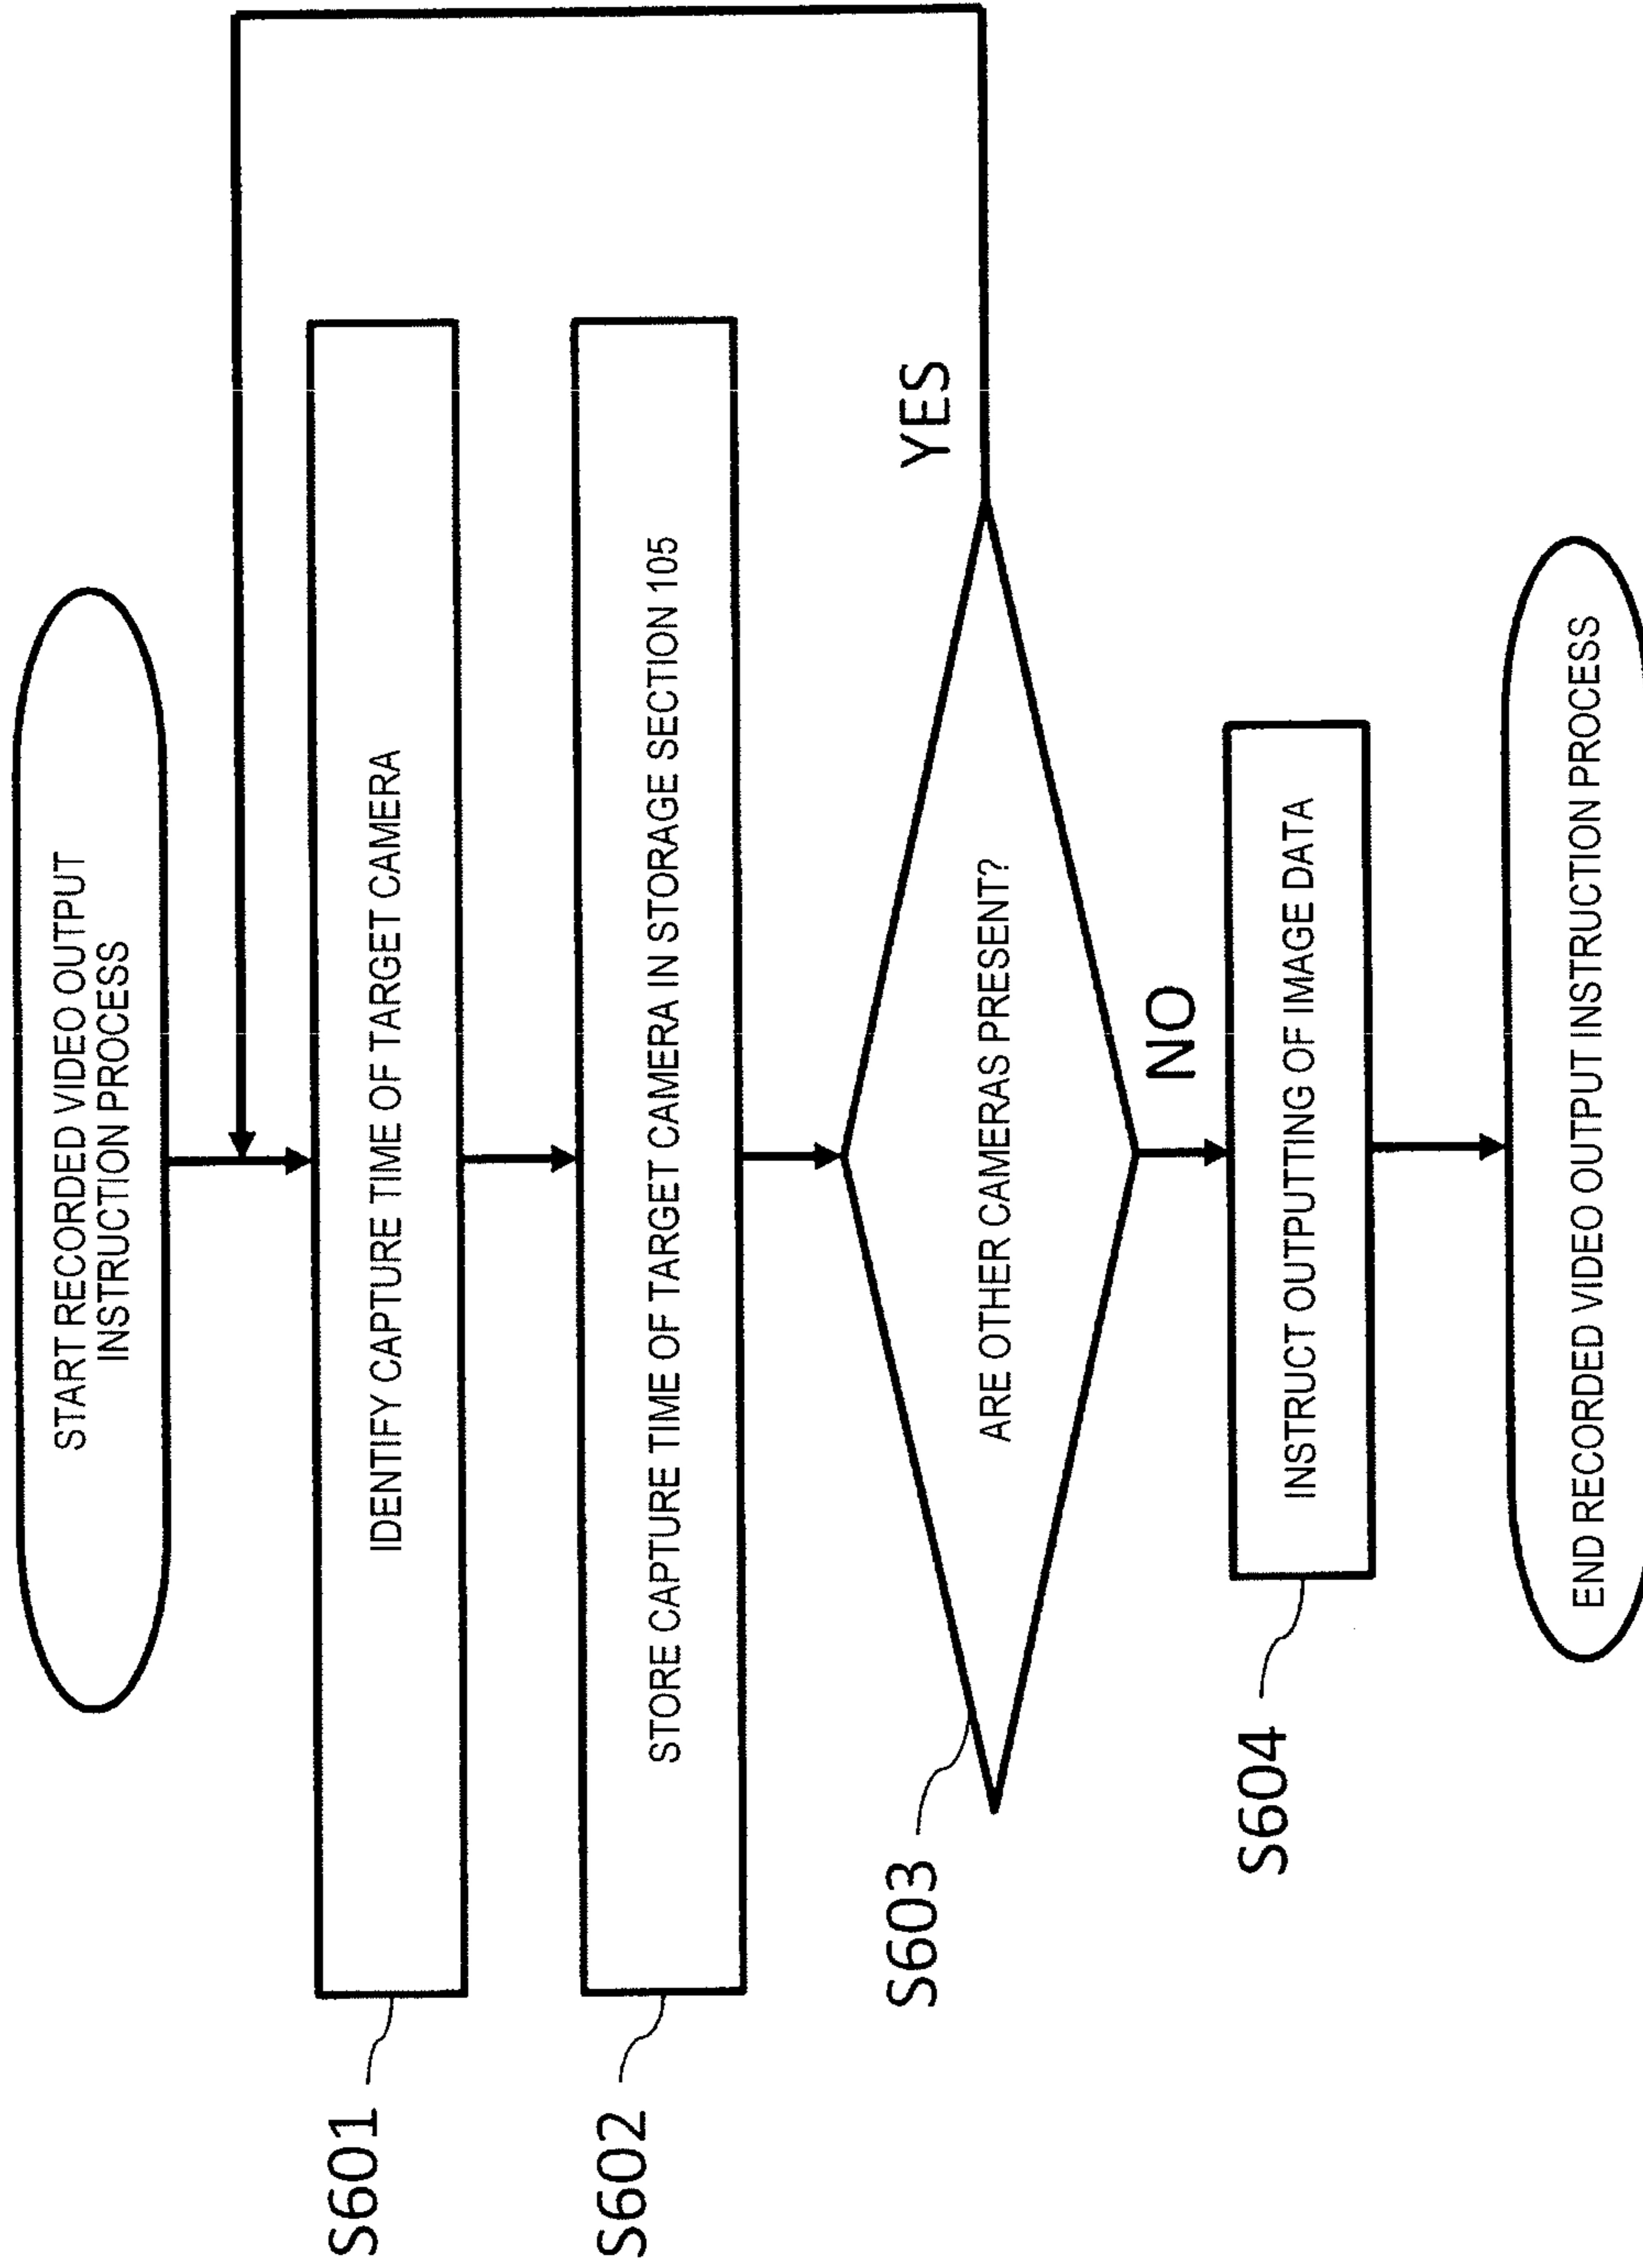 START RECORDED VIDEO OUTPUT
INSTRUCTION PROCESS
S601
IDENTIFY CAPTURE TIME OF TARGET CAMERA
S602
STORE CAPTURE TIME OF TARGET CAMERA IN STORAGE SECTION 105
S603
ARE OTHER CAMERAS PRESENT?
YES
NO
S604
INSTRUCT OUTPUTTING OF IMAGE DATA
END RECORDED VIDEO OUTPUT INSTRUCTION PROCESS